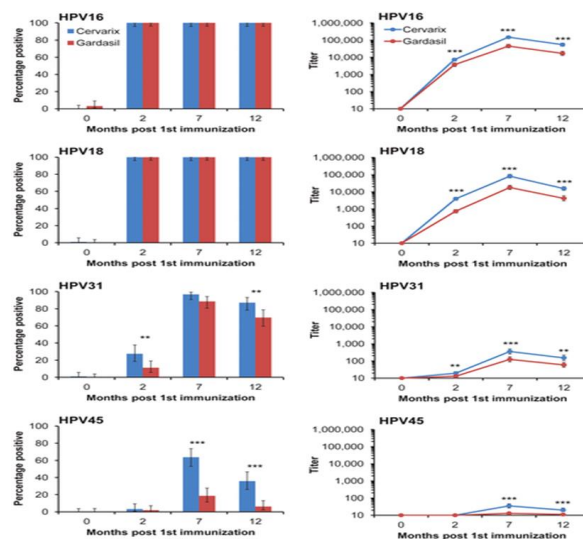 HPV16
Percentage positive
100
80
60
40
20
0
Cervarix
Gardasil
0 2 7 12
Months post 1st immunization
HPV16
Titer
1,000,000
100,000
10,000
1,000
100
10
Cervarix
Gardasil
***
***
***
0 2 7 12
Months post 1st immunization
HPV18
Percentage positive
100
80
60
40
20
0
0 2 7 12
Months post 1st immunization
HPV18
Titer
1,000,000
100,000
10,000
1,000
100
10
***
***
***
0 2 7 12
Months post 1st immunization
HPV31
Percentage positive
100
80
60
40
20
0
**
**
0 2 7 12
Months post 1st immunization
HPV31
Titer
1,000,000
100,000
10,000
1,000
100
10
**
***
**
0 2 7 12
Months post 1st immunization
HPV45
Percentage positive
100
80
60
40
20
0
***
***
0 2 7 12
Months post 1st immunization
HPV45
Titer
1,000,000
100,000
10,000
1,000
100
10
***
***
0 2 7 12
Months post 1st immunization